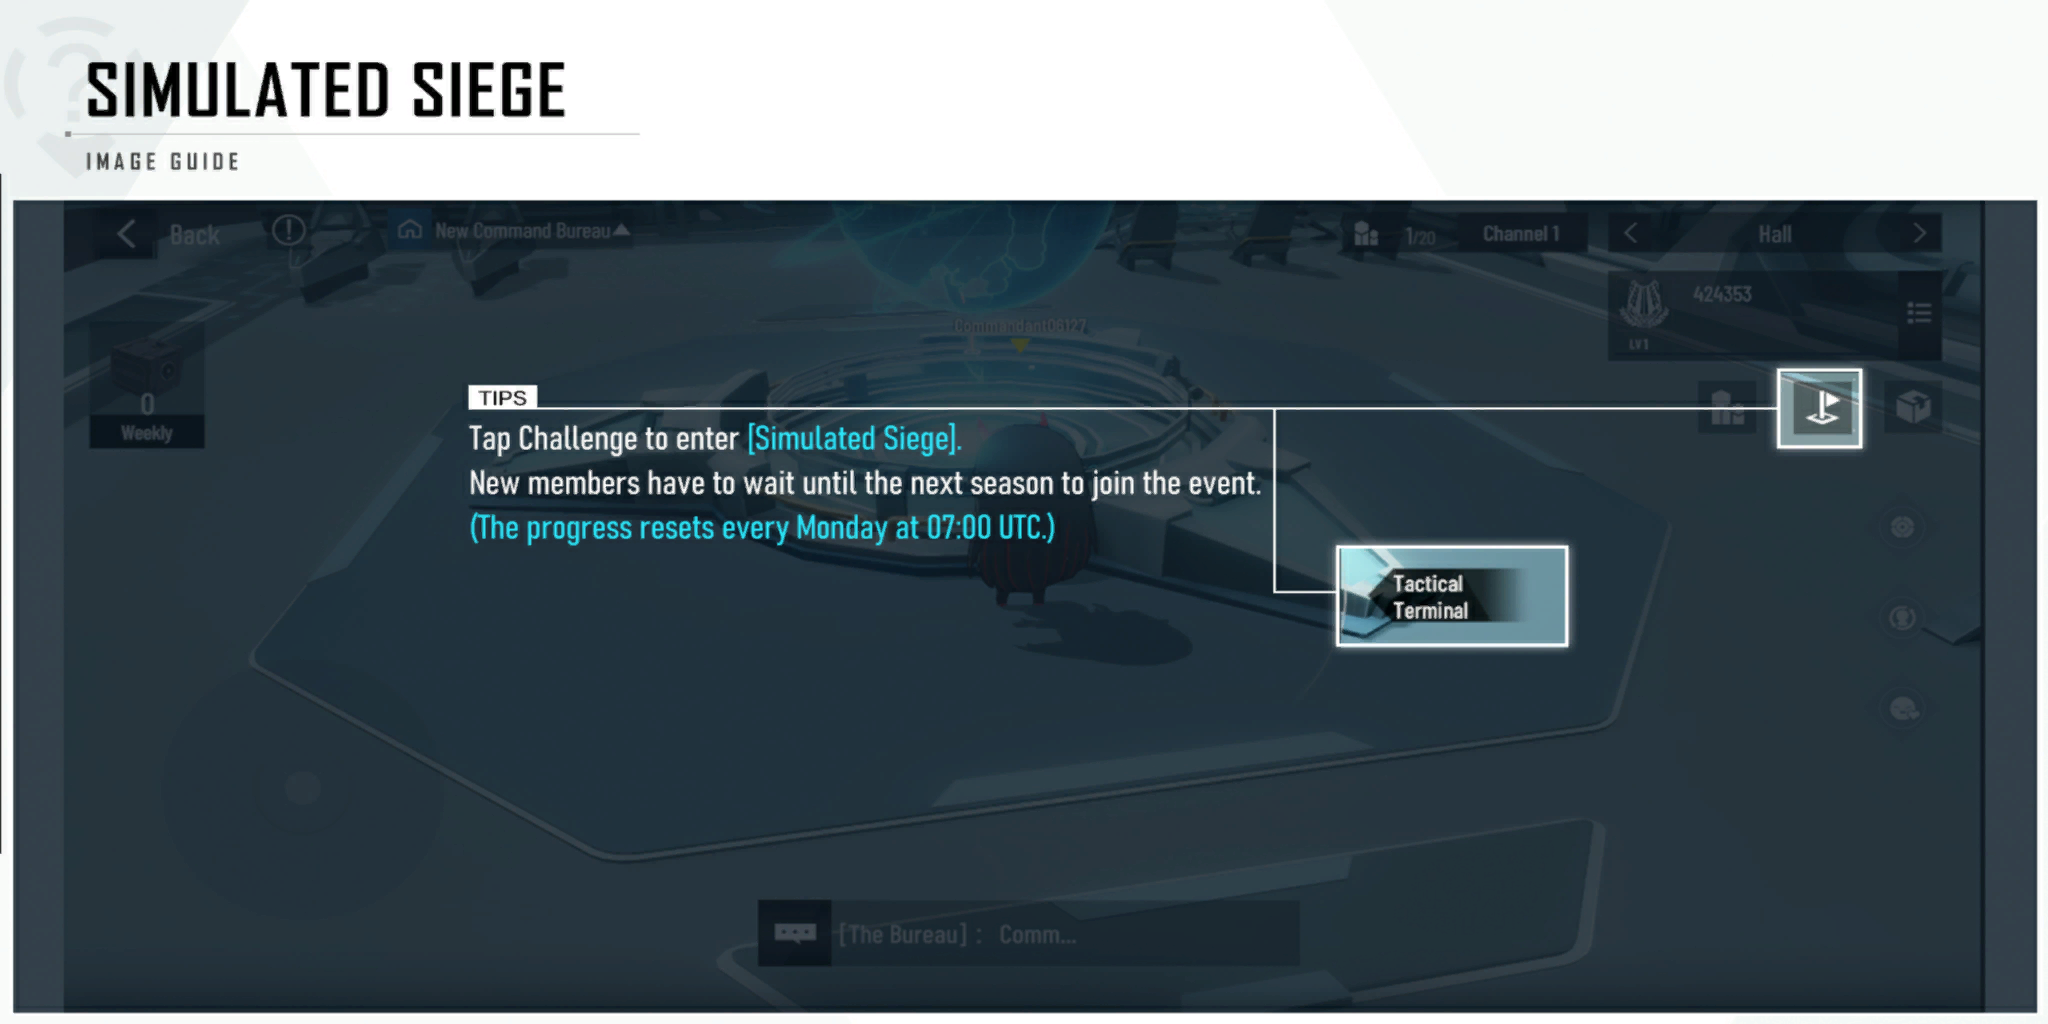 SIMULATED SIEGE
IMAGE GUIDE
Back
New Command Bureau
1/20
Channel 1
Hall
424353
LV1
Commandant06127
0
Weekly
TIPS
Tap Challenge to enter [Simulated Siege].
New members have to wait until the next season to join the event.
(The progress resets every Monday at 07:00 UTC.)
Tactical
Terminal
[The Bureau] : Comm...